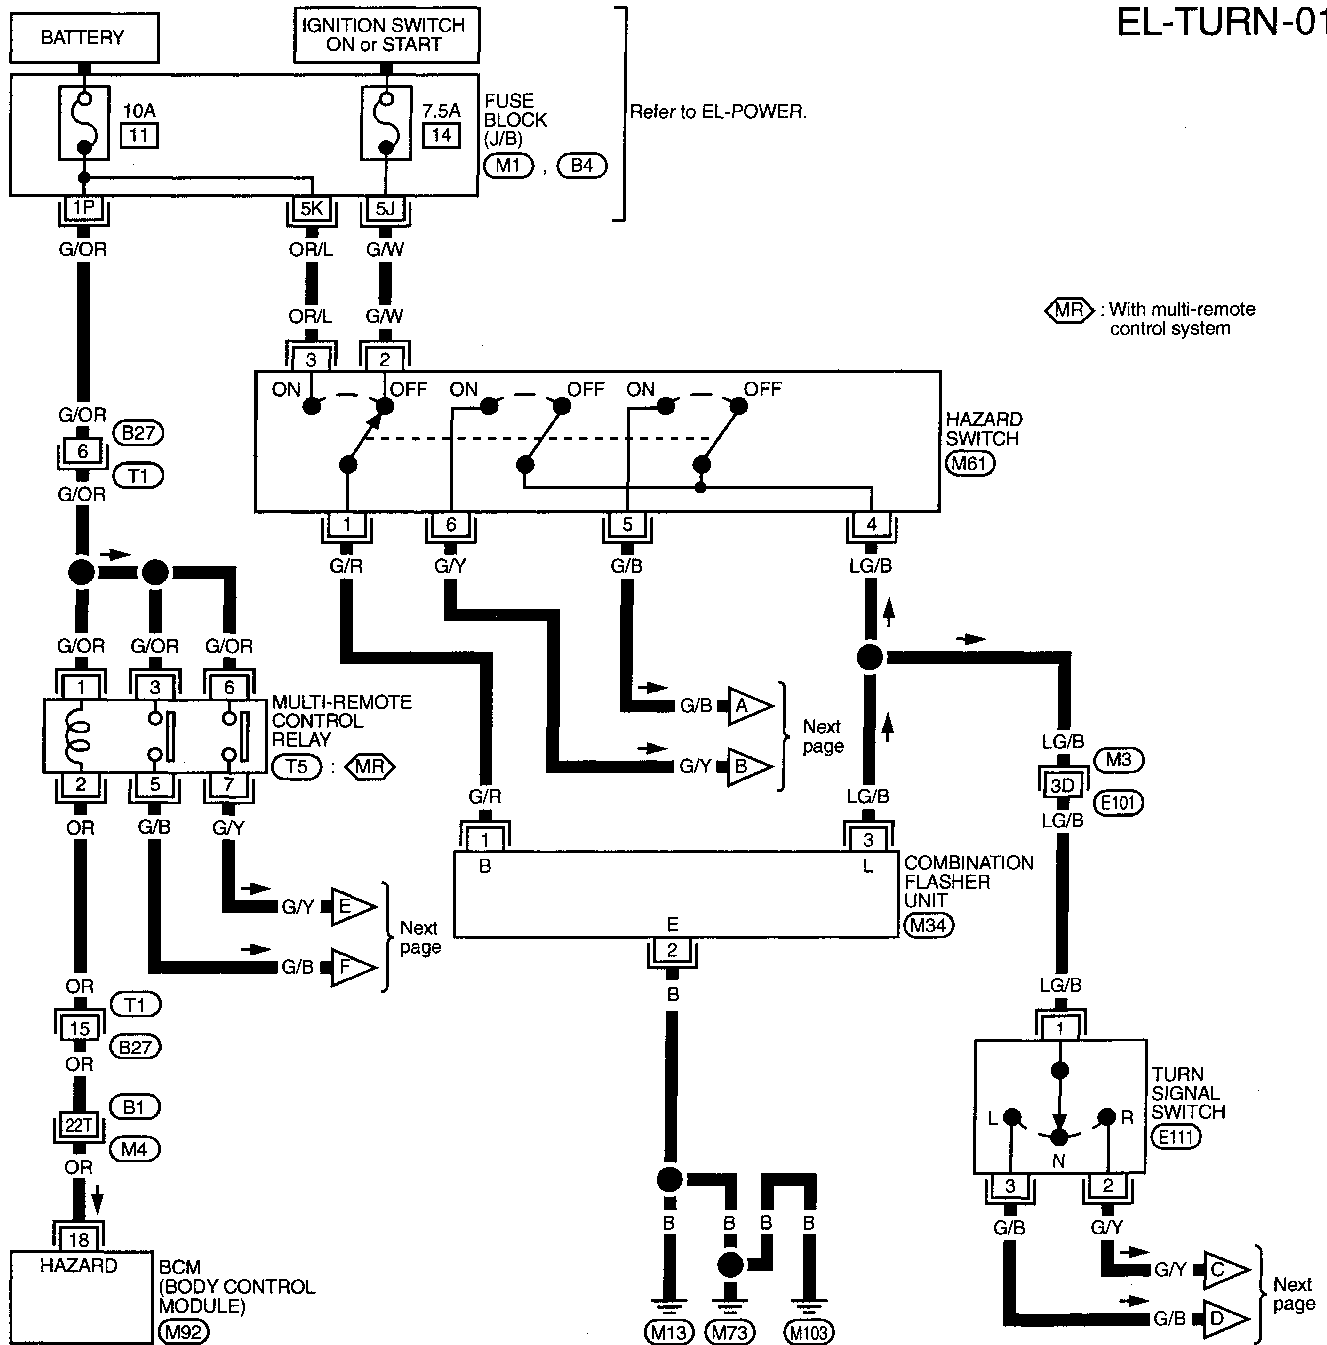 EL-TURN-01
BATTERY
IGNITION SWITCH
ON or START
10A
11
7.5A
14
FUSE
BLOCK
(J/B)
M1 , B4
Refer to EL-POWER.
1P
5K
5J
G/OR
OR/L
G/W
OR/L
G/W
MR : With multi-remote
control system
3
2
ON
OFF
ON
OFF
ON
OFF
HAZARD
SWITCH
M61
G/OR
6
B27
T1
G/OR
1
6
5
4
G/R
G/Y
G/B
LG/B
G/OR
G/OR
G/OR
1
3
6
MULTI-REMOTE
CONTROL
RELAY
T5 : MR
2
5
7
OR
G/B
G/Y
G/B
A
G/Y
B
Next
page
LG/B
3D
M3
E101
LG/B
G/R
LG/B
1
3
B
L
E
2
COMBINATION
FLASHER
UNIT
M34
G/Y
E
G/B
F
Next
page
B
OR
15
T1
B27
OR
22T
B1
M4
OR
18
HAZARD
BCM
(BODY CONTROL
MODULE)
M92
B
B
B
B
M13
M73
M103
LG/B
1
L
R
N
TURN
SIGNAL
SWITCH
E111
3
2
G/B
G/Y
G/Y
C
G/B
D
Next
page